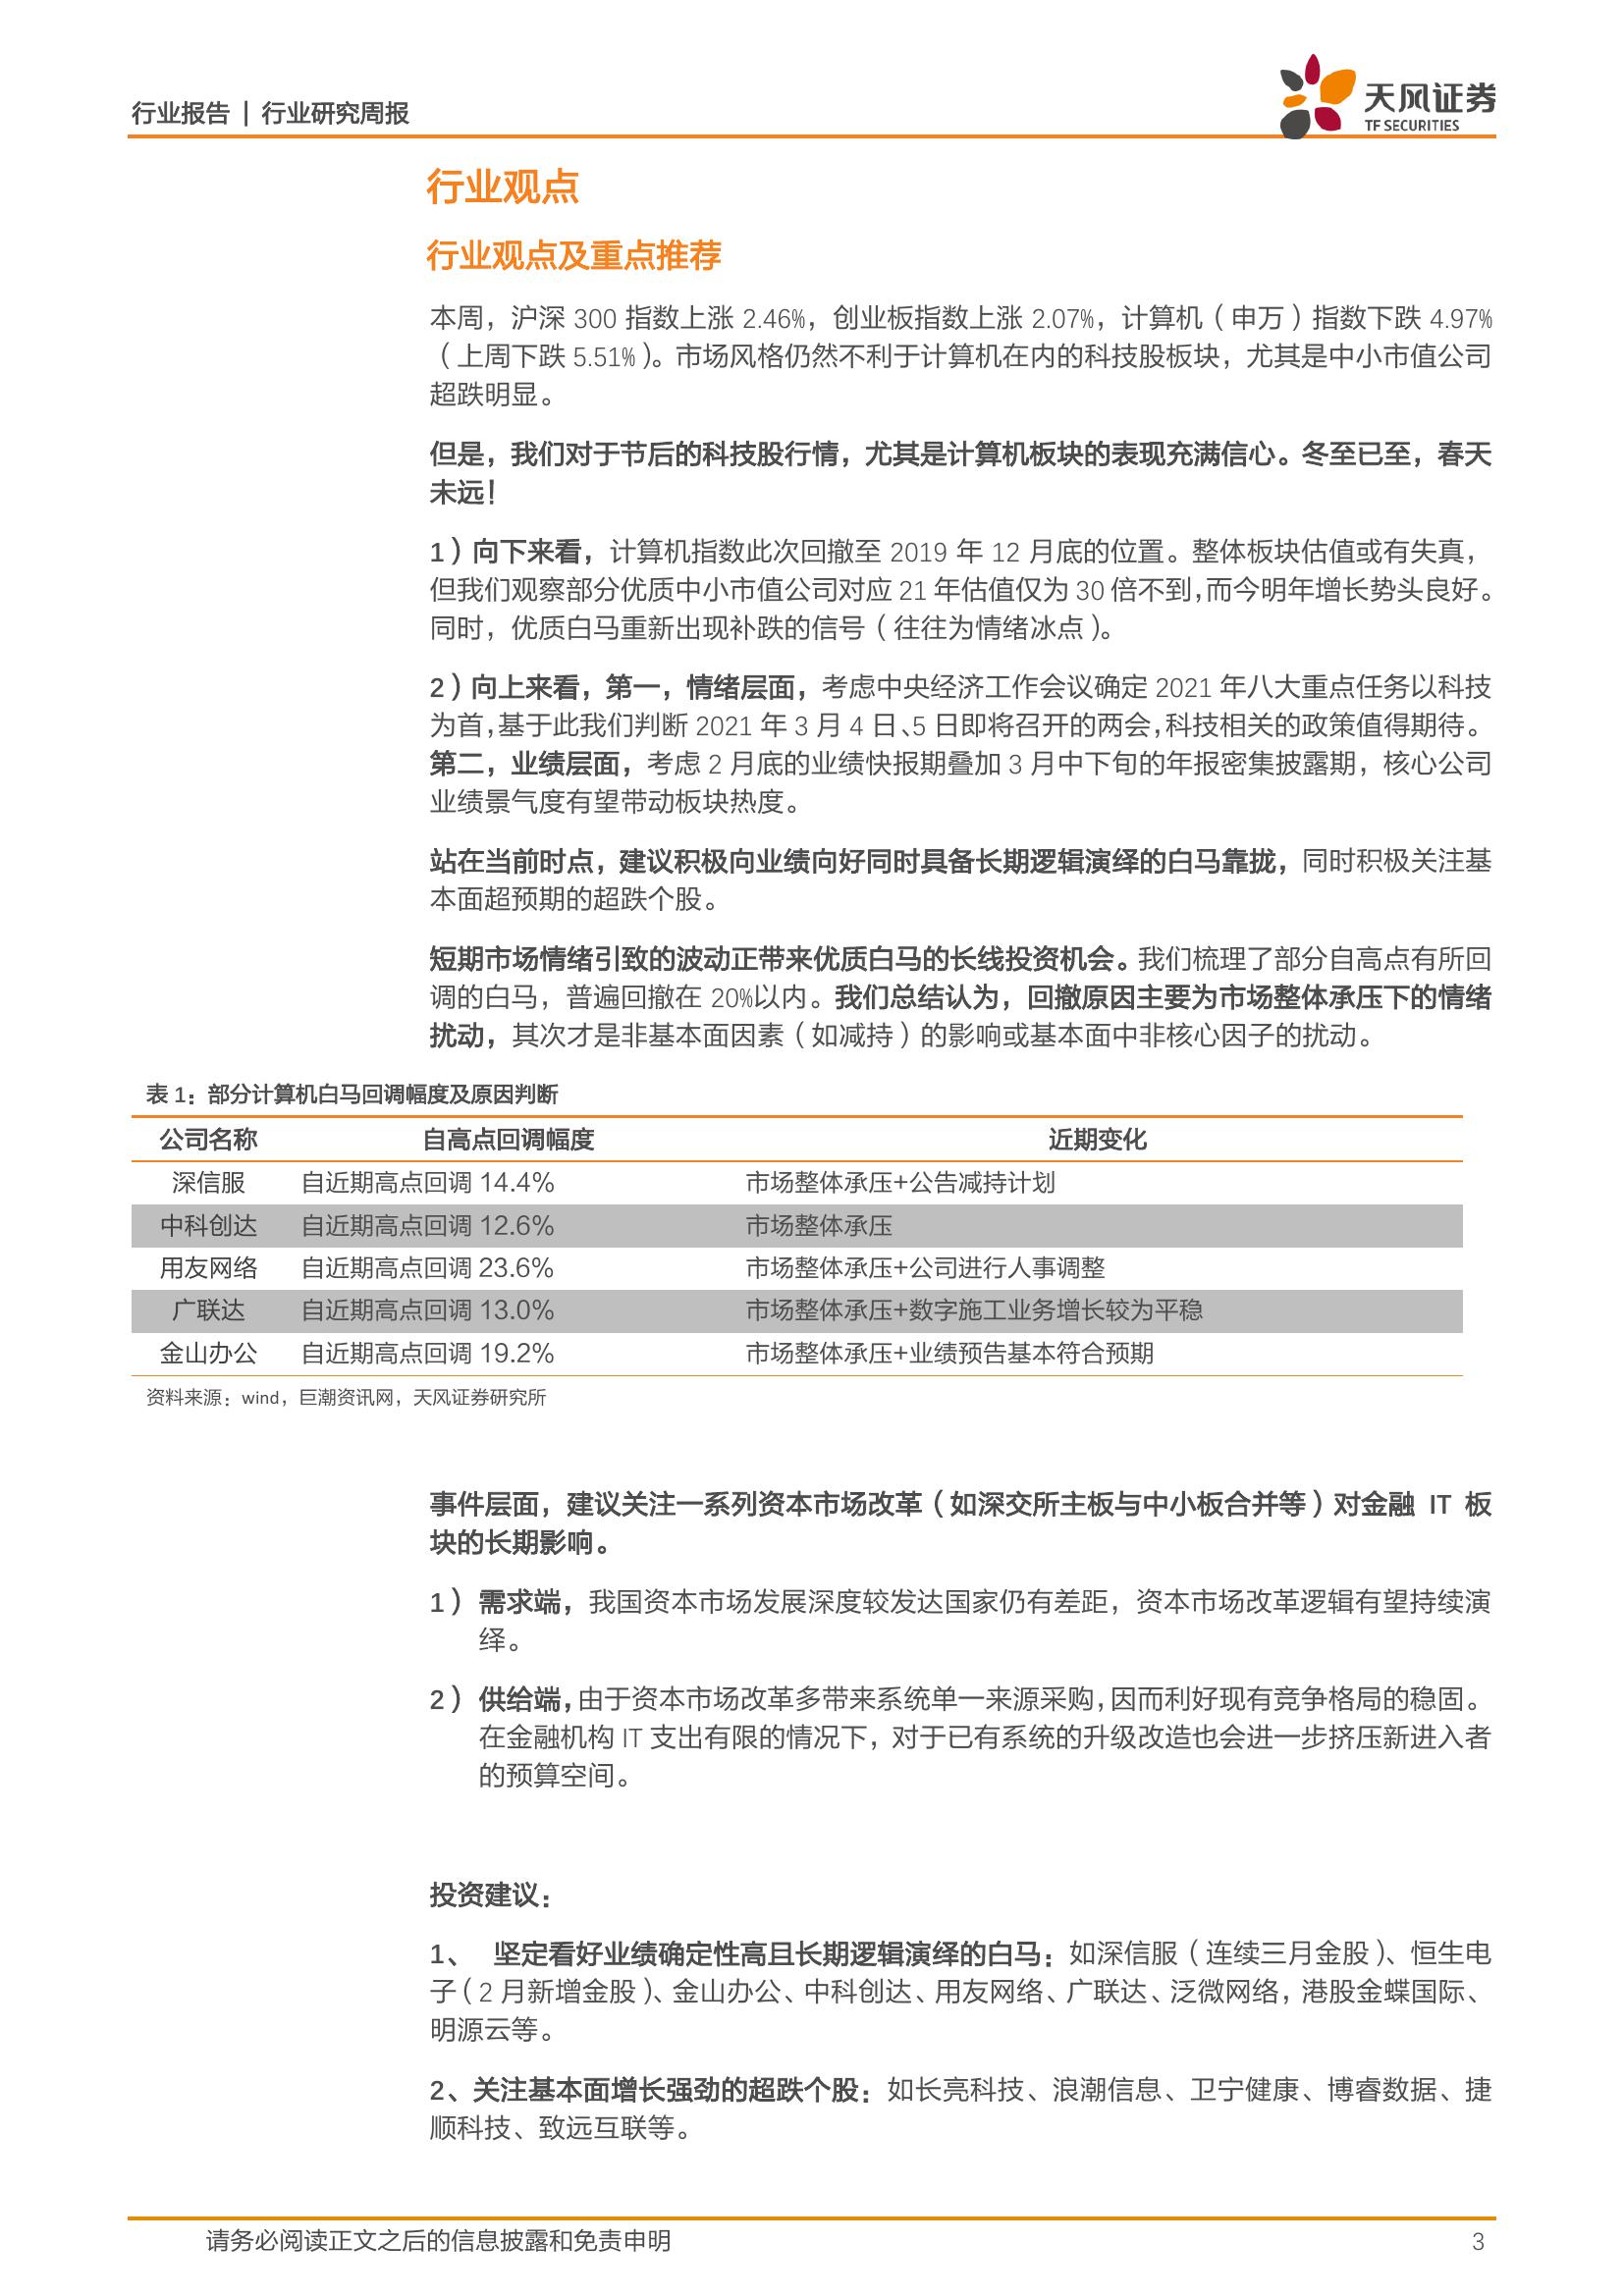 行业报告 | 行业研究周报
天风证券
TF SECURITIES
行业观点
行业观点及重点推荐
本周，沪深 300 指数上涨 2.46%，创业板指数上涨 2.07%，计算机（申万）指数下跌 4.97%
（上周下跌 5.51%）。市场风格仍然不利于计算机在内的科技股板块，尤其是中小市值公司
超跌明显。
但是，我们对于节后的科技股行情，尤其是计算机板块的表现充满信心。冬至已至，春天
未远！
1）向下来看，计算机指数此次回撤至 2019 年 12 月底的位置。整体板块估值或有失真，
但我们观察部分优质中小市值公司对应 21 年估值仅为 30 倍不到，而今明年增长势头良好。
同时，优质白马重新出现补跌的信号（往往为情绪冰点）。
2）向上来看，第一，情绪层面，考虑中央经济工作会议确定 2021 年八大重点任务以科技
为首，基于此我们判断 2021 年 3 月 4 日、5 日即将召开的两会，科技相关的政策值得期待。
第二，业绩层面，考虑 2 月底的业绩快报期叠加 3 月中下旬的年报密集披露期，核心公司
业绩景气度有望带动板块热度。
站在当前时点，建议积极向业绩向好同时具备长期逻辑演绎的白马靠拢，同时积极关注基
本面超预期的超跌个股。
短期市场情绪引致的波动正带来优质白马的长线投资机会。我们梳理了部分自高点有所回
调的白马，普遍回撤在 20%以内。我们总结认为，回撤原因主要为市场整体承压下的情绪
扰动，其次才是非基本面因素（如减持）的影响或基本面中非核心因子的扰动。
表 1：部分计算机白马回调幅度及原因判断
公司名称 自高点回调幅度 近期变化
深信服 自近期高点回调 14.4% 市场整体承压+公告减持计划
中科创达 自近期高点回调 12.6% 市场整体承压
用友网络 自近期高点回调 23.6% 市场整体承压+公司进行人事调整
广联达 自近期高点回调 13.0% 市场整体承压+数字施工业务增长较为平稳
金山办公 自近期高点回调 19.2% 市场整体承压+业绩预告基本符合预期
资料来源：wind，巨潮资讯网，天风证券研究所
事件层面，建议关注一系列资本市场改革（如深交所主板与中小板合并等）对金融 IT 板
块的长期影响。
1） 需求端，我国资本市场发展深度较发达国家仍有差距，资本市场改革逻辑有望持续演
绎。
2） 供给端，由于资本市场改革多带来系统单一来源采购，因而利好现有竞争格局的稳固。
在金融机构 IT 支出有限的情况下，对于已有系统的升级改造也会进一步挤压新进入者
的预算空间。
投资建议：
1、 坚定看好业绩确定性高且长期逻辑演绎的白马：如深信服（连续三月金股）、恒生电
子（2 月新增金股）、金山办公、中科创达、用友网络、广联达、泛微网络，港股金蝶国际、
明源云等。
2、关注基本面增长强劲的超跌个股：如长亮科技、浪潮信息、卫宁健康、博睿数据、捷
顺科技、致远互联等。
请务必阅读正文之后的信息披露和免责申明 3